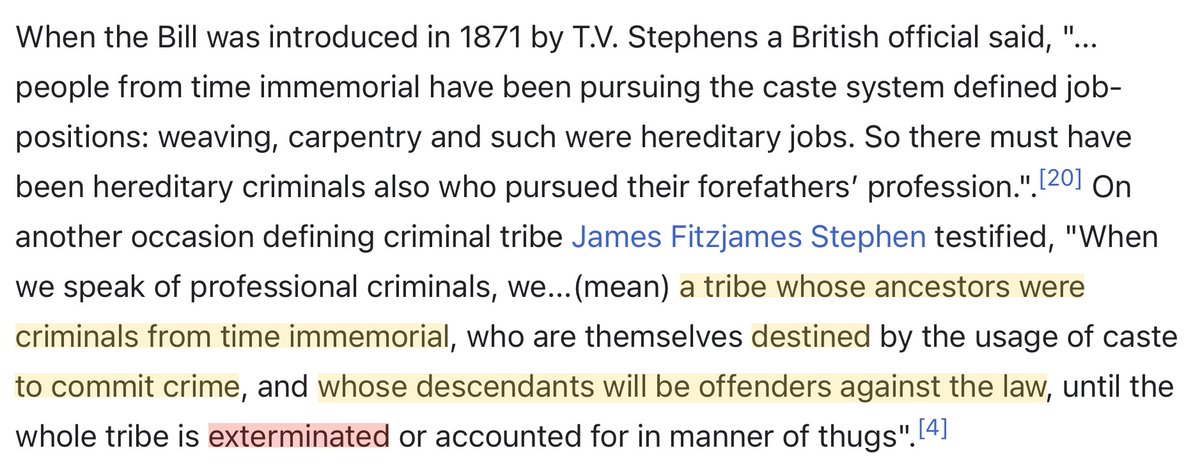 When the Bill was introduced in 1871 by T.V. Stephens a British official said, "...
people from time immemorial have been pursuing the caste system defined job-
positions: weaving, carpentry and such were hereditary jobs. So there must have
been hereditary criminals also who pursued their forefathers’ profession.".[20] On
another occasion defining criminal tribe James Fitzjames Stephen testified, "When
we speak of professional criminals, we...(mean) a tribe whose ancestors were
criminals from time immemorial, who are themselves destined by the usage of caste
to commit crime, and whose descendants will be offenders against the law, until the
whole tribe is exterminated or accounted for in manner of thugs".[4]